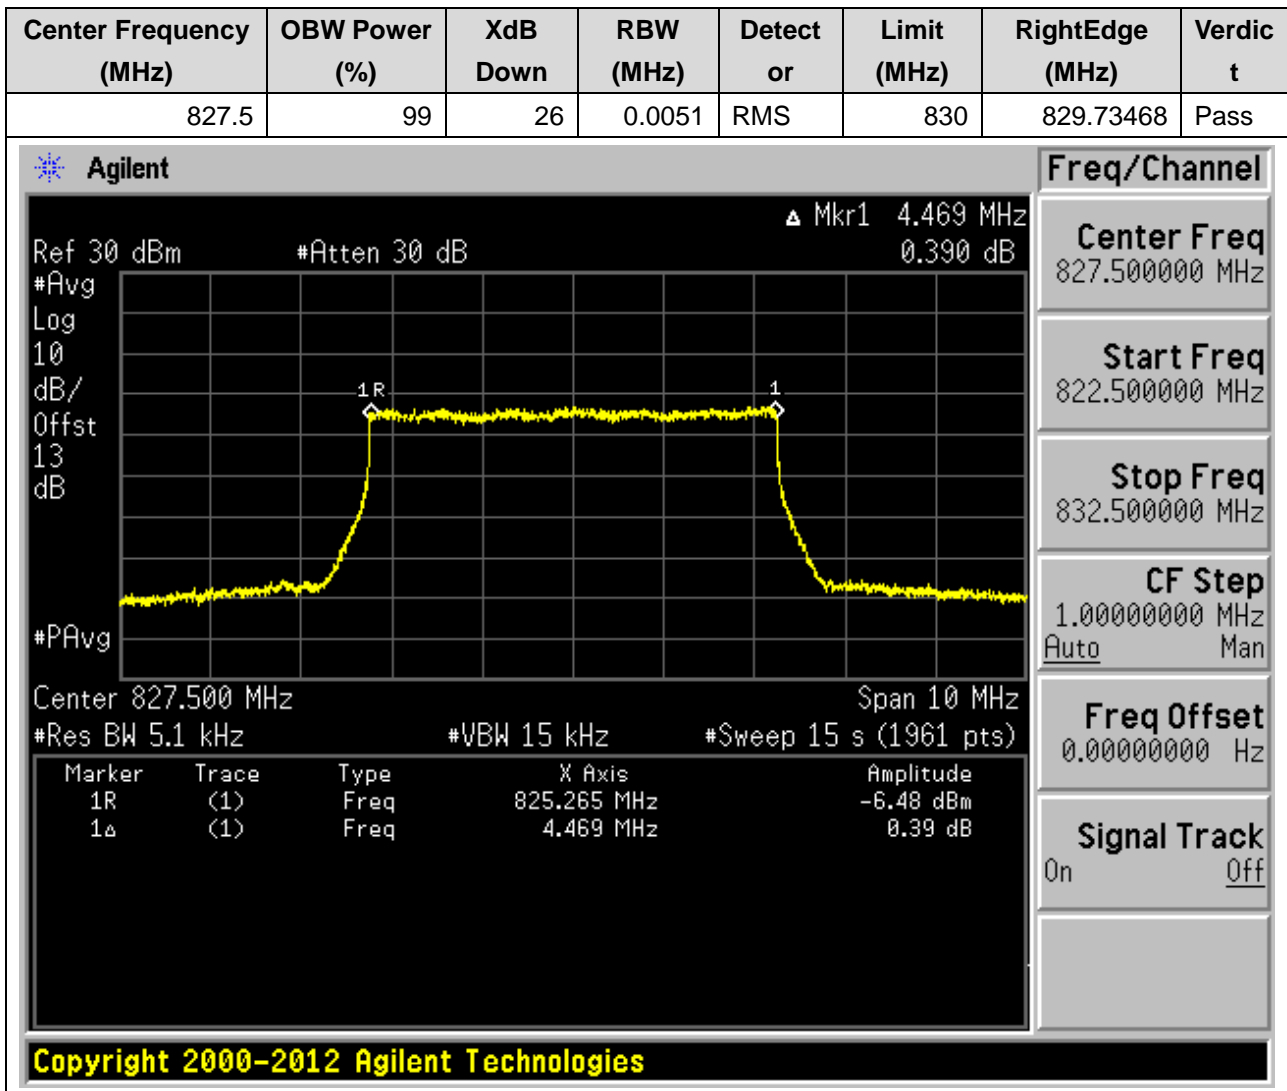 Center Frequency OBW Power XdB RBW Detect Limit RightEdge Verdic
(MHz) (%) Down (MHz) or (MHz) (MHz) t
827.5 99 26 0.0051 RMS 830 829.73468 Pass
Agilent
Freq/Channel
Δ Mkr1 4.469 MHz
Ref 30 dBm #Atten 30 dB 0.390 dB
#Avg
Log
10
dB/
Offst
13
dB
1R
1
#PAvg
Center 827.500 MHz Span 10 MHz
#Res BW 5.1 kHz #VBW 15 kHz #Sweep 15 s (1961 pts)
Marker Trace Type X Axis Amplitude
1R (1) Freq 825.265 MHz -6.48 dBm
1Δ (1) Freq 4.469 MHz 0.39 dB
Center Freq
827.500000 MHz
Start Freq
822.500000 MHz
Stop Freq
832.500000 MHz
CF Step
1.00000000 MHz
Auto Man
Freq Offset
0.00000000 Hz
Signal Track
On Off
Copyright 2000-2012 Agilent Technologies